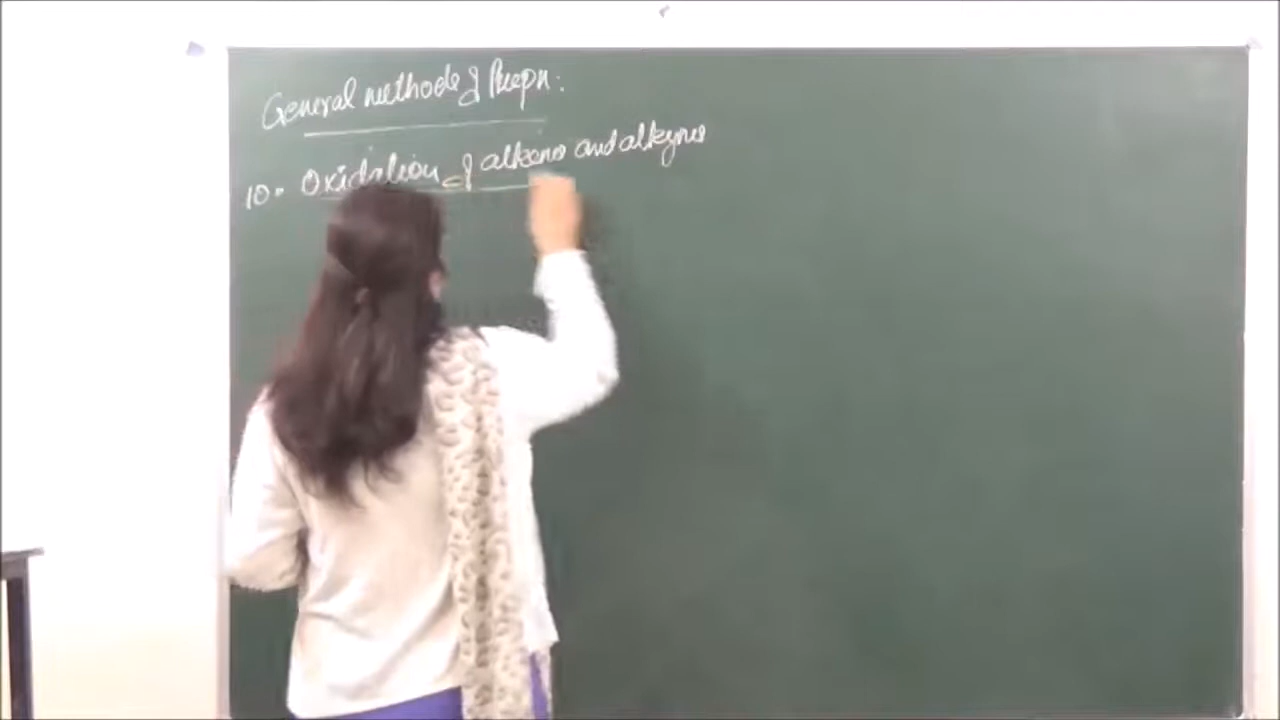 General methods of Prepn:
10. Oxidation of alkenes and alkynes